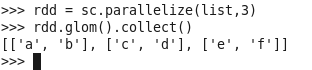 >>> rdd = sc.parallelize(list,3)
>>> rdd.glom().collect()
[['a', 'b'], ['c', 'd'], ['e', 'f']]
>>>